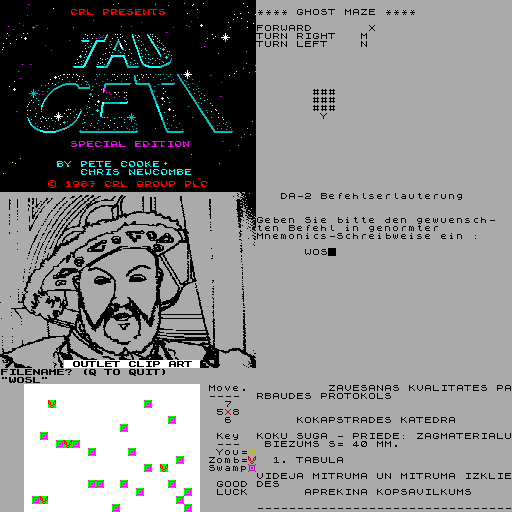 CRL PRESENTS
TAU
CETI
SPECIAL EDITION
BY PETE COOKE+
CHRIS NEWCOMBE
© 1987 CRL GROUP PLC
**** GHOST MAZE ****
FORWARD X
TURN RIGHT M
TURN LEFT N
###
###
###
Y
DA-2 Befehlserlauterung
Geben Sie bitte den gewuensch-
ten Befehl in genormter
Mnemonics-Schreibweise ein :
WOS
OUTLET CLIP ART
FILENAME? (Q TO QUIT)
"WOSL"
Move.
----
7
5X8
6
Key
---
You=
Zomb=
Swamp
GOOD
LUCK
ZAVESANAS KVALITATES PA
RBAUDES PROTOKOLS
KOKAPSTRADES KATEDRA
KOKU SUGA - PRIEDE: ZAGMATERIALU
BIEZUMS S= 40 MM.
1. TABULA
VIDEJA MITRUMA UN MITRUMA IZKLIE
DES
APREKINA KOPSAVILKUMS
--------------------------------